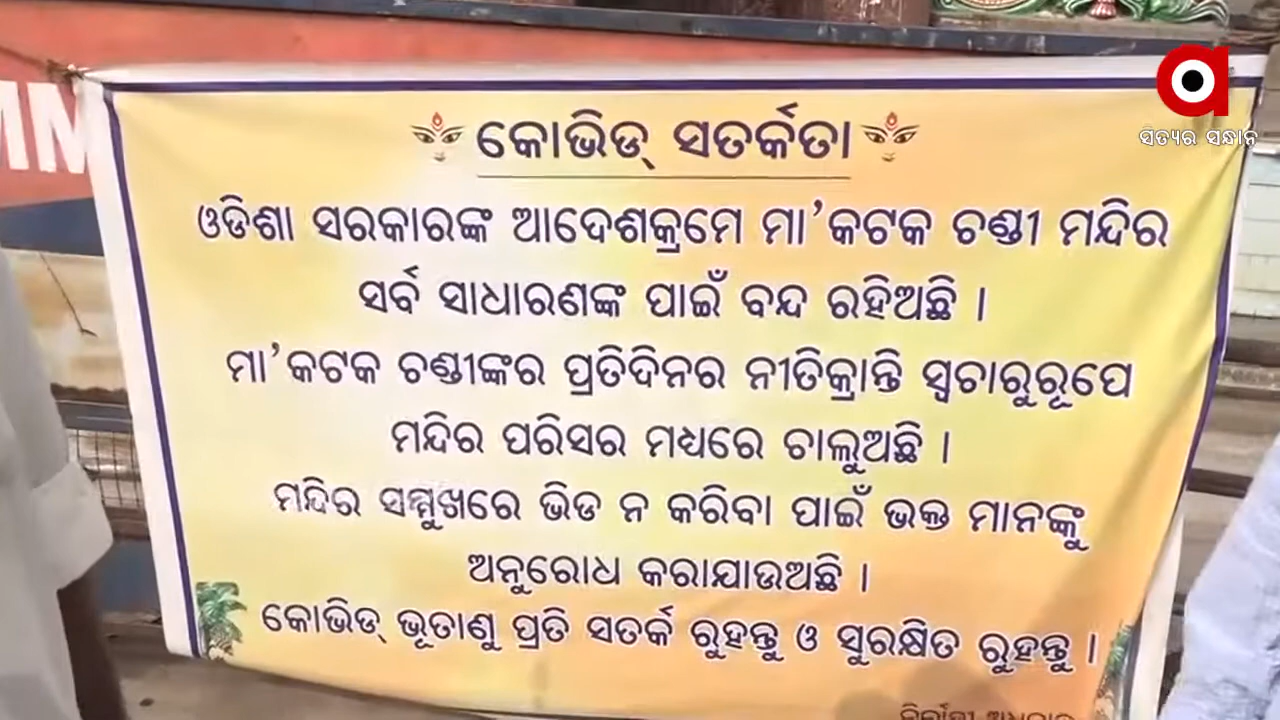 MN
ସତ୍ୟର ସନ୍ଧାନ
କୋଭିଡ୍ ସତର୍କତା
ଓଡିଶା ସରକାରଙ୍କ ଆଦେଶକ୍ରମେ ମା’କଟକ ଚଣ୍ଡୀ ମନ୍ଦିର
ସର୍ବ ସାଧାରଣଙ୍କ ପାଇଁ ବନ୍ଦ ରହିଅଛି ।
ମା’କଟକ ଚଣ୍ଡୀଙ୍କର ପ୍ରତିଦିନର ନୀତିକ୍ରାନ୍ତି ସ୍ୱଚାରୁରୂପେ
ମନ୍ଦିର ପରିସର ମଧ୍ୟରେ ଚାଲୁଅଛି ।
ମନ୍ଦିର ସମ୍ମୁଖରେ ଭିଡ ନ କରିବା ପାଇଁ ଭକ୍ତ ମାନଙ୍କୁ
ଅନୁରୋଧ କରାଯାଉଅଛି ।
କୋଭିଡ୍ ଭୂତାଣୁ ପ୍ରତି ସତର୍କ ରୁହନ୍ତୁ ଓ ସୁରକ୍ଷିତ ରୁହନ୍ତୁ ।